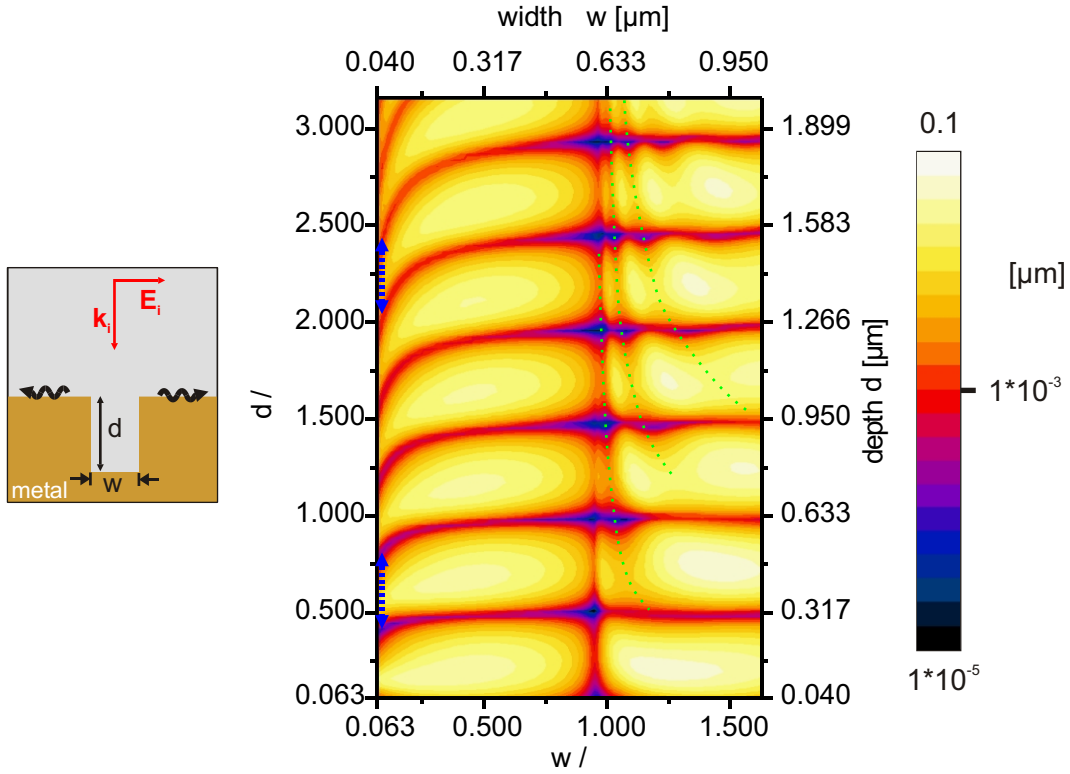 width w [µm]
0.040 0.317 0.633 0.950
3.000
2.500
2.000
1.500
1.000
0.500
0.063
d /
1.899
1.583
1.266
0.950
0.633
0.317
0.040
depth d [µm]
0.063 0.500 1.000 1.500
w /
k_i
E_i
d
w
metal
0.1
[µm]
1*10^-3
1*10^-5